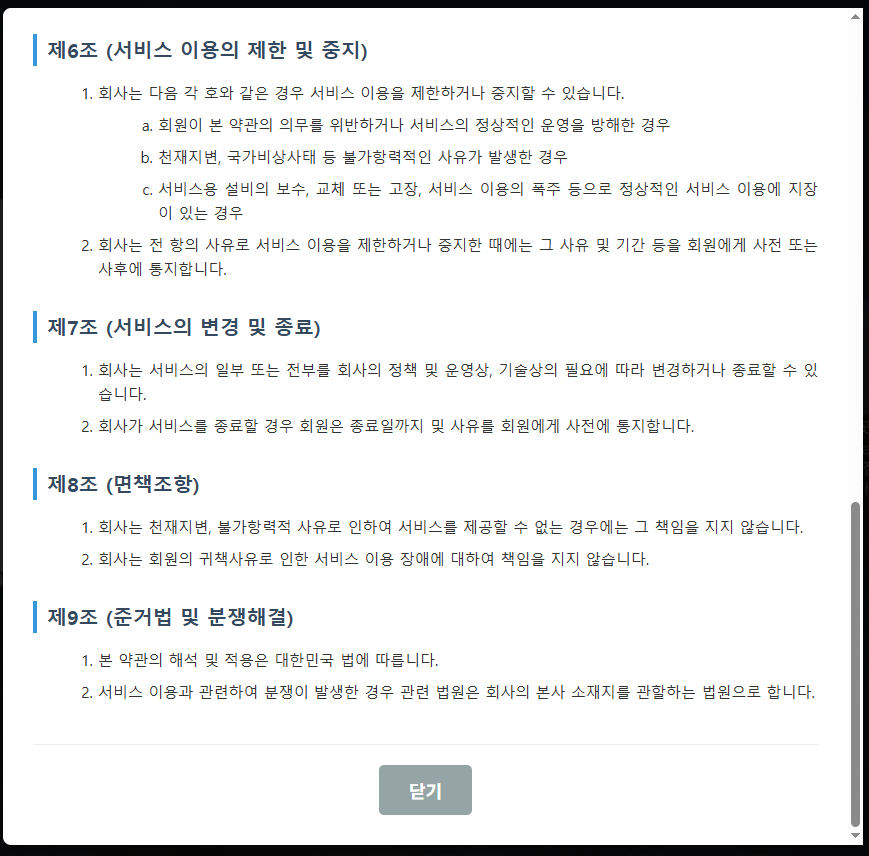 제6조 (서비스 이용의 제한 및 중지)
1. 회사는 다음 각 호와 같은 경우 서비스 이용을 제한하거나 중지할 수 있습니다.
a. 회원이 본 약관의 의무를 위반하거나 서비스의 정상적인 운영을 방해한 경우
b. 천재지변, 국가비상사태 등 불가항력적인 사유가 발생한 경우
c. 서비스용 설비의 보수, 교체 또는 고장, 서비스 이용의 폭주 등으로 정상적인 서비스 이용에 지장
이 있는 경우
2. 회사는 전 항의 사유로 서비스 이용을 제한하거나 중지한 때에는 그 사유 및 기간 등을 회원에게 사전 또는
사후에 통지합니다.
제7조 (서비스의 변경 및 종료)
1. 회사는 서비스의 일부 또는 전부를 회사의 정책 및 운영상, 기술상의 필요에 따라 변경하거나 종료할 수 있
습니다.
2. 회사가 서비스를 종료할 경우 회원은 종료일까지 및 사유를 회원에게 사전에 통지합니다.
제8조 (면책조항)
1. 회사는 천재지변, 불가항력적 사유로 인하여 서비스를 제공할 수 없는 경우에는 그 책임을 지지 않습니다.
2. 회사는 회원의 귀책사유로 인한 서비스 이용 장애에 대하여 책임을 지지 않습니다.
제9조 (준거법 및 분쟁해결)
1. 본 약관의 해석 및 적용은 대한민국 법에 따릅니다.
2. 서비스 이용과 관련하여 분쟁이 발생한 경우 관련 법원은 회사의 본사 소재지를 관할하는 법원으로 합니다.
닫기